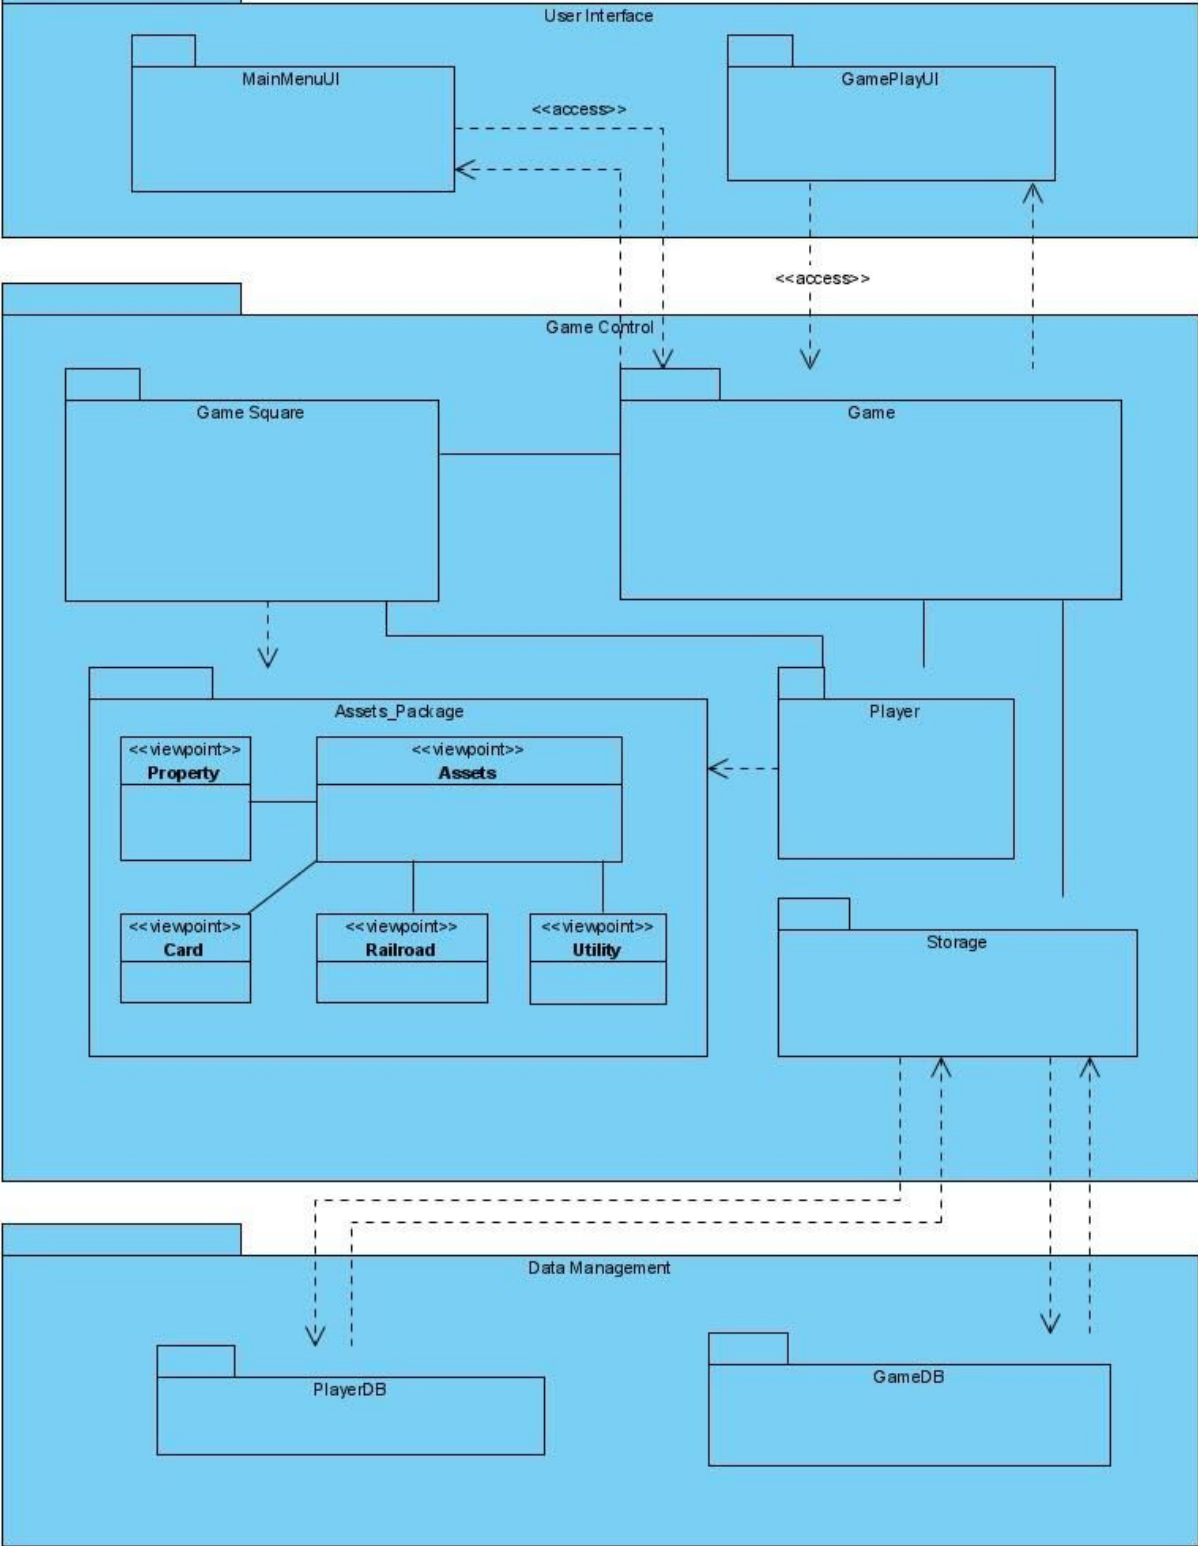 User Interface
MainMenuUI
GamePlayUI
<<access>>
<<access>>
Game Control
Game Square
Game
Assets_Package
Player
<<viewpoint>>
Property
<<viewpoint>>
Assets
<<viewpoint>>
Card
<<viewpoint>>
Railroad
<<viewpoint>>
Utility
Storage
Data Management
PlayerDB
GameDB